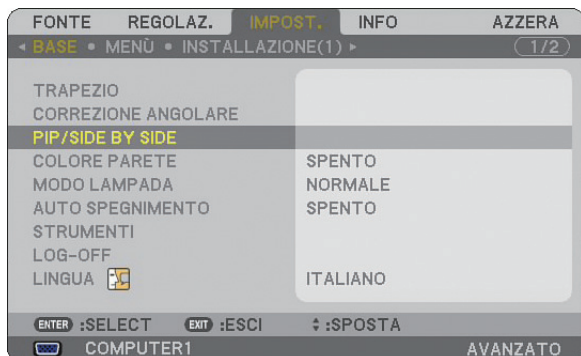 FONTE REGOLAZ. IMPOST. INFO AZZERA
BASE • MENÙ • INSTALLAZIONE(1) 1/2
TRAPEZIO
CORREZIONE ANGOLARE
PIP/SIDE BY SIDE
COLORE PARETE SPENTO
MODO LAMPADA NORMALE
AUTO SPEGNIMENTO SPENTO
STRUMENTI
LOG-OFF
LINGUA ITALIANO
ENTER :SELECT EXIT :ESCI :SPOSTA
COMPUTER1 AVANZATO